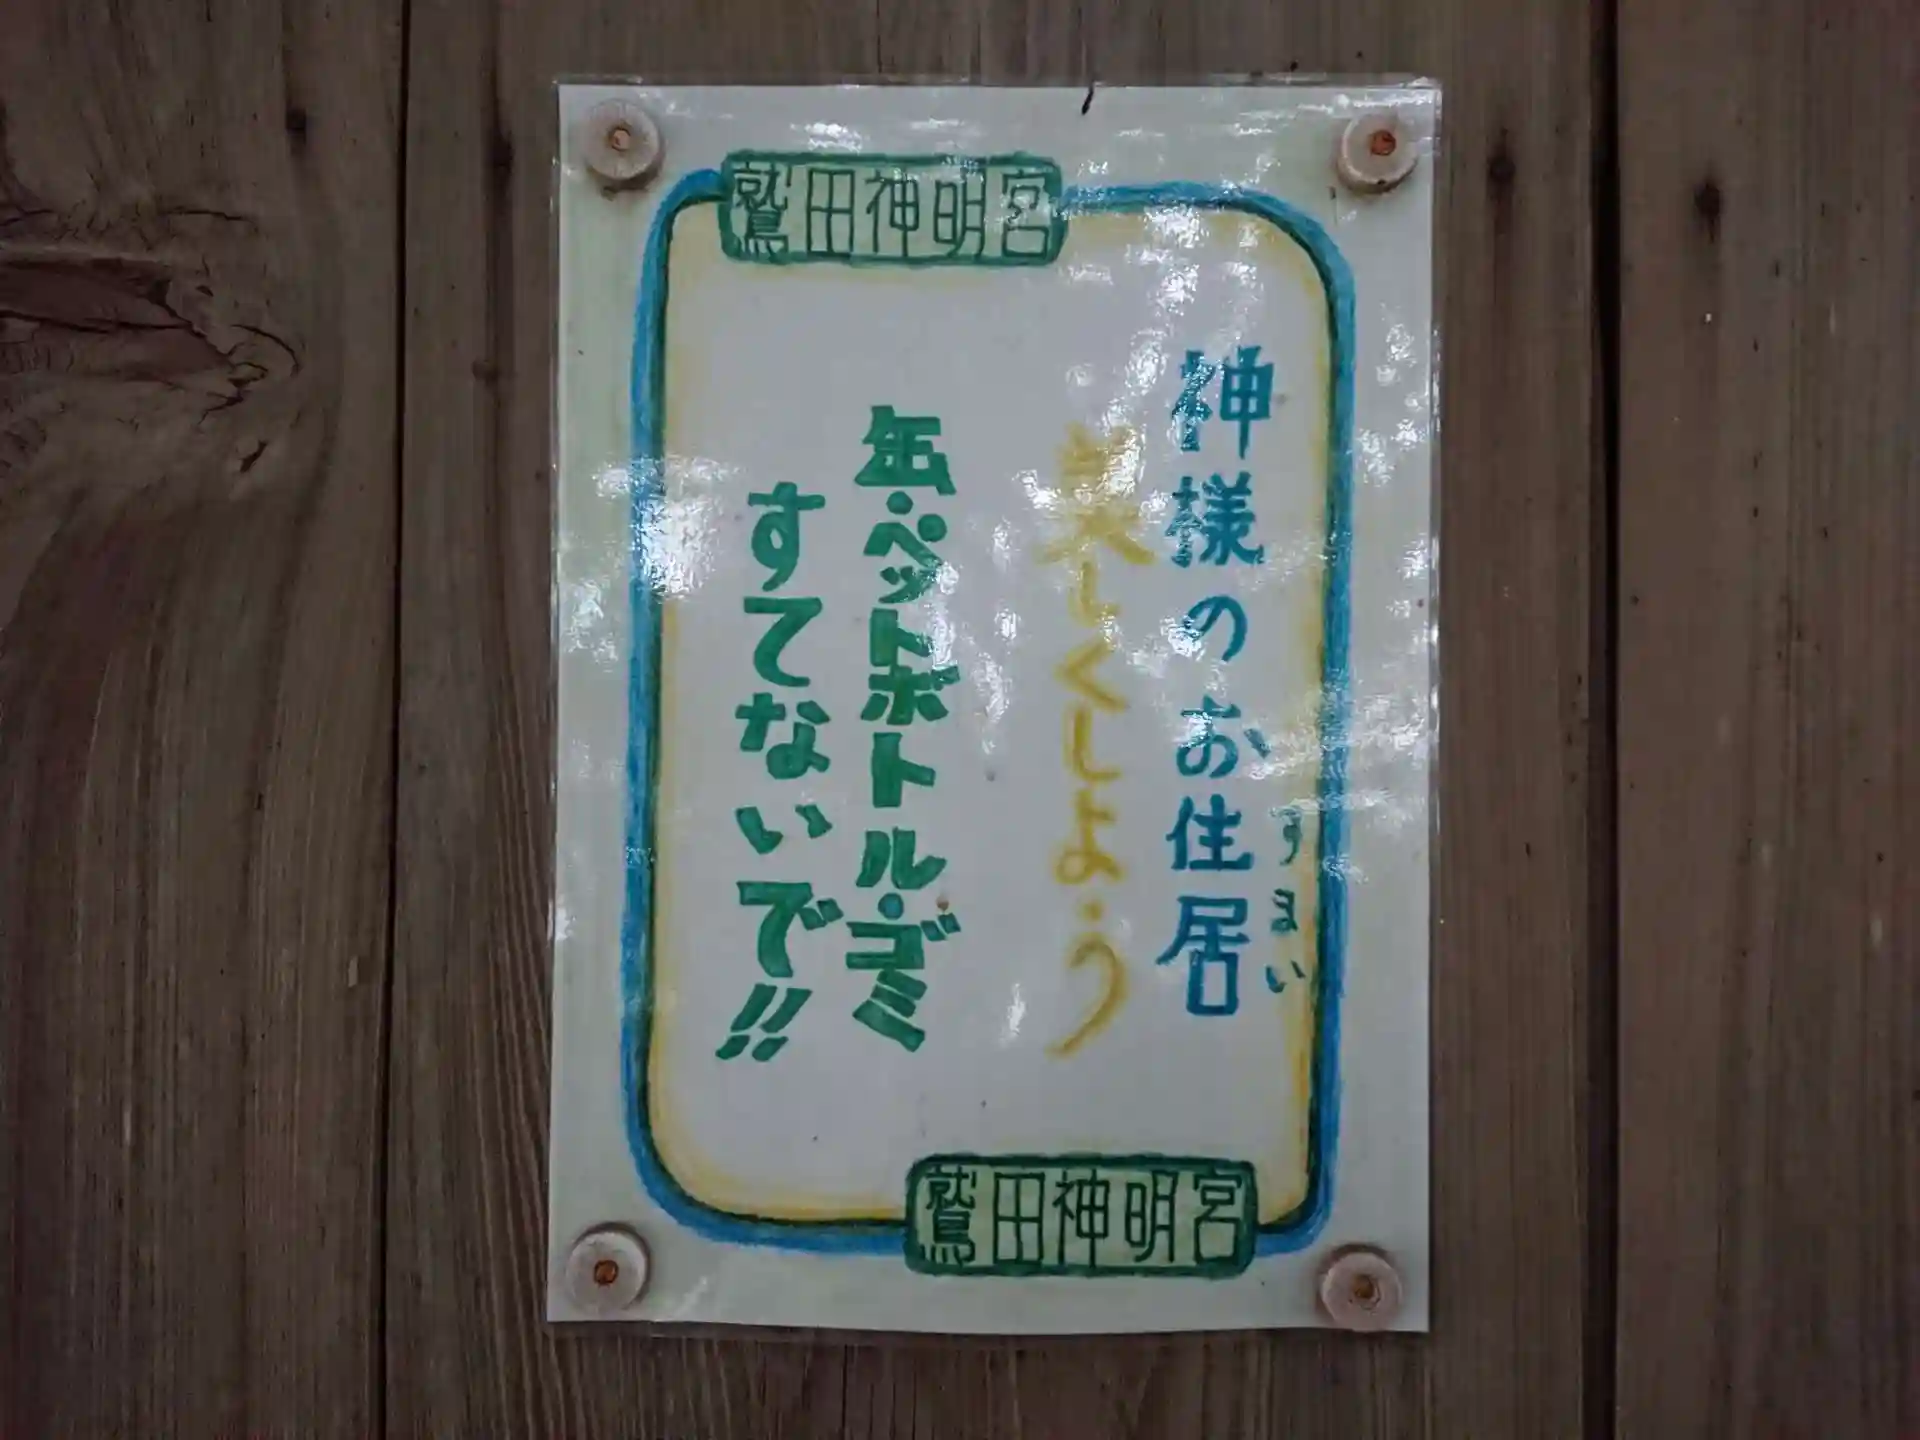 鷲田神明宮
神様のお住居
すまい
美しくしよう
缶・ペットボトル・ゴミ
すてないで!!
鷲田神明宮